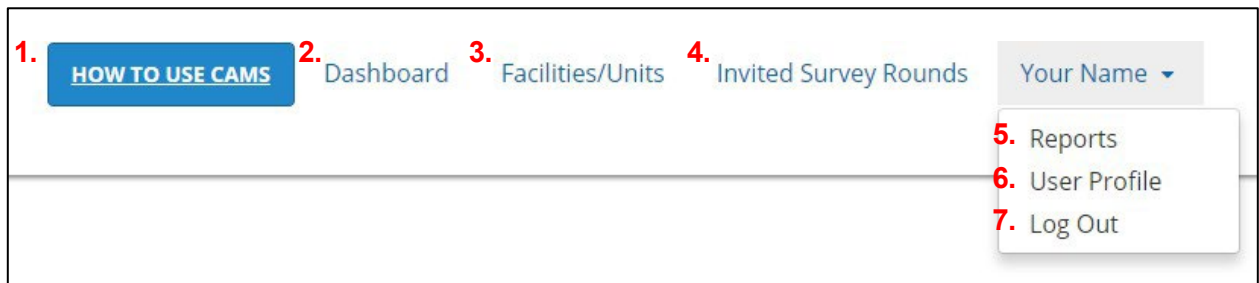 1. HOW TO USE CAMS 2. Dashboard 3. Facilities/Units 4. Invited Survey Rounds Your Name
5. Reports
6. User Profile
7. Log Out